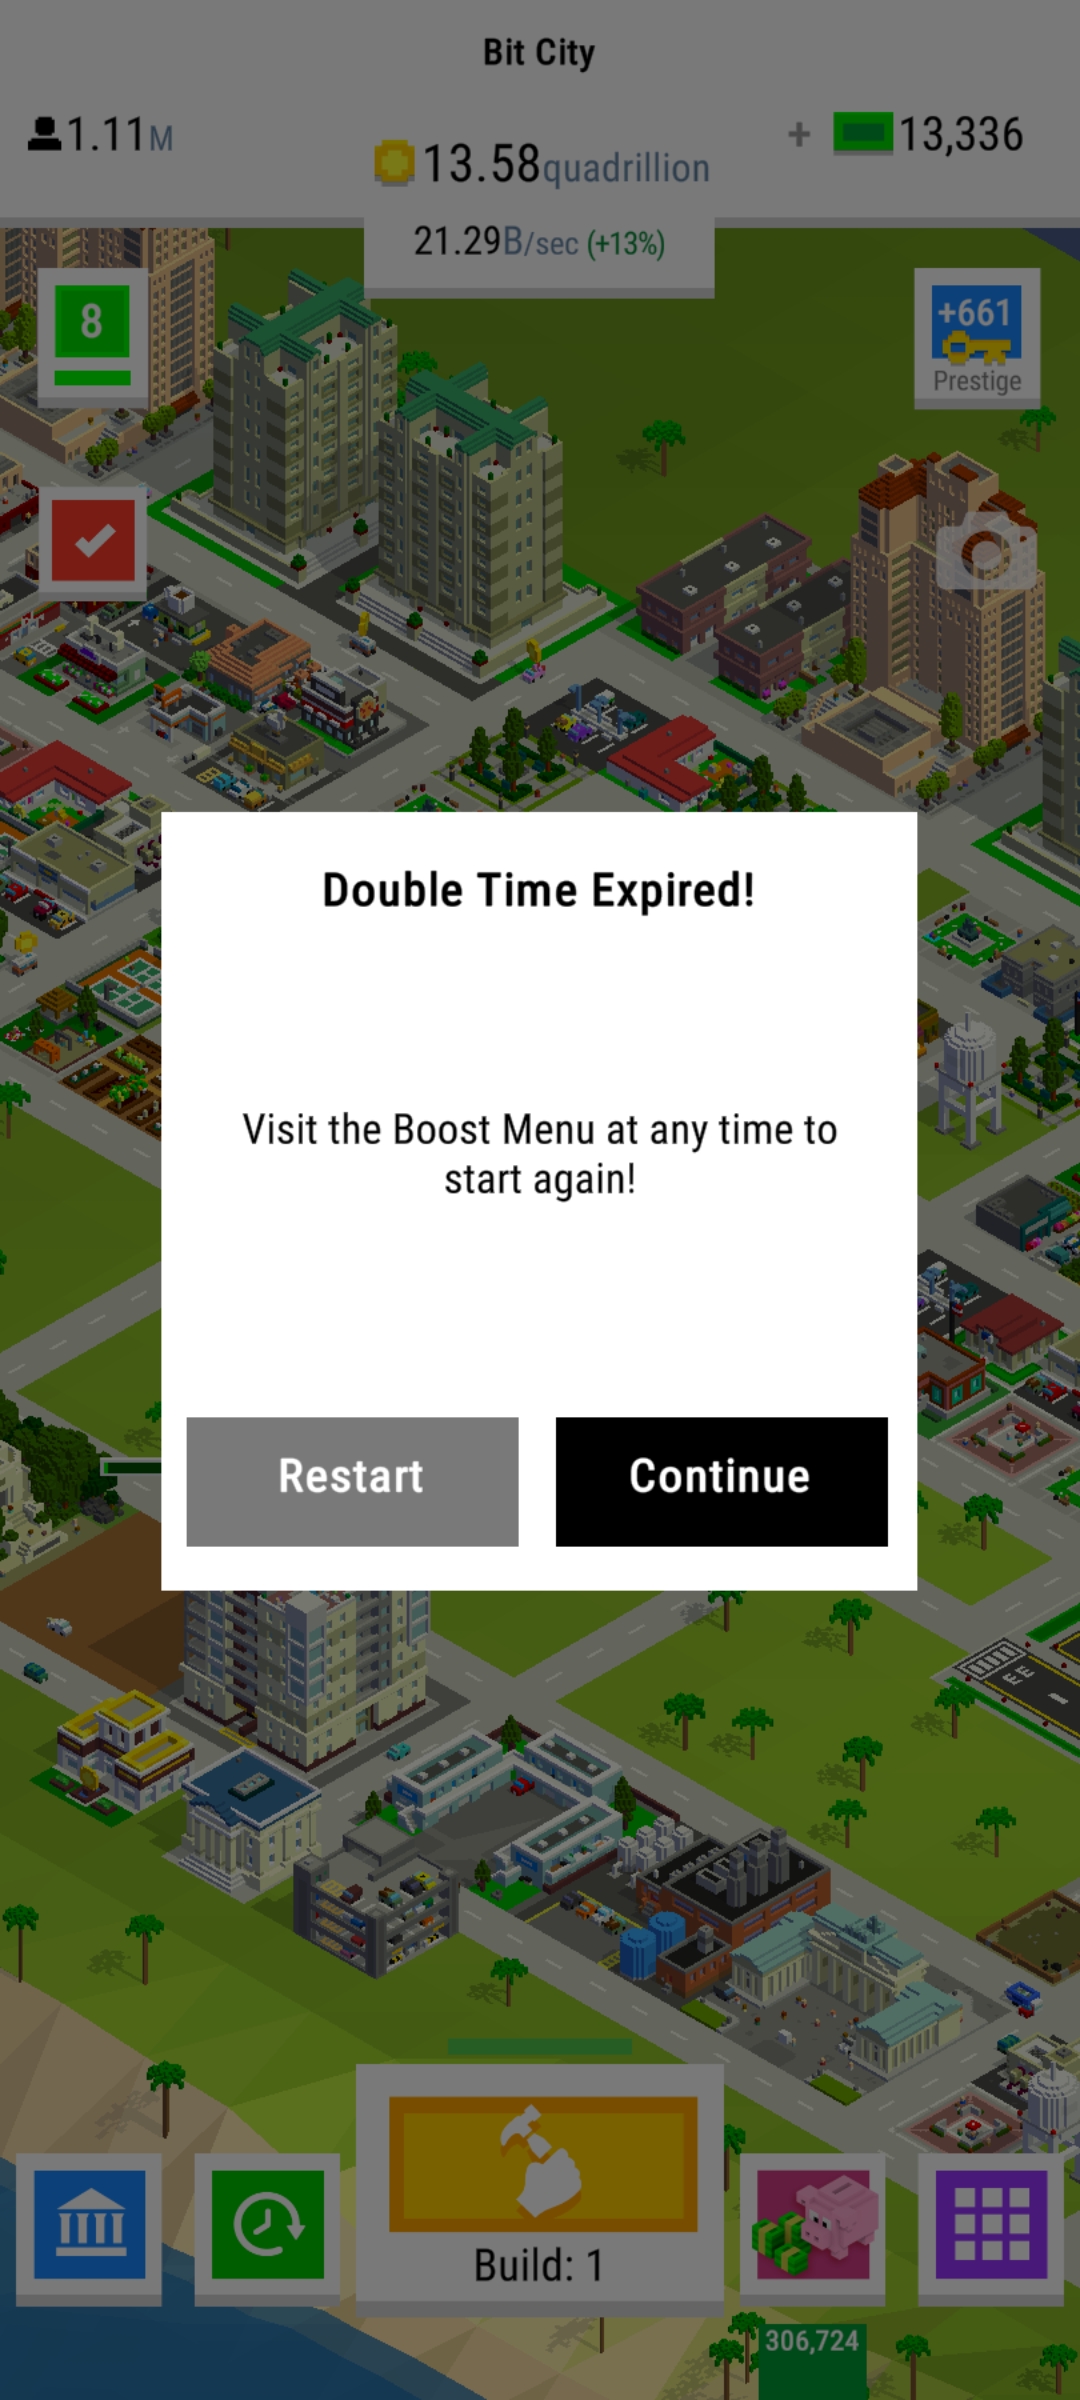 Bit City
1.11M
13.58quadrillion
+ 13,336
21.29B/sec (+13%)
8
+661
Prestige
Double Time Expired!
Visit the Boost Menu at any time to
start again!
Restart
Continue
Build: 1
306,724